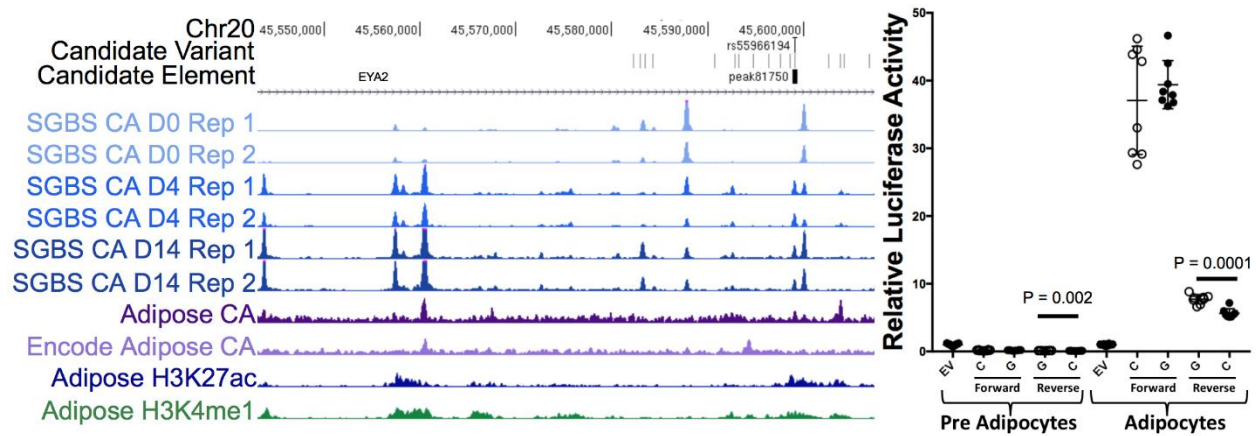 Chr20 45,550,000 45,560,000 45,570,000 45,580,000 45,590,000 45,600,000
Candidate Variant rs55966194
Candidate Element EYA2 peak81750
SGBS CA D0 Rep 1
SGBS CA D0 Rep 2
SGBS CA D4 Rep 1
SGBS CA D4 Rep 2
SGBS CA D14 Rep 1
SGBS CA D14 Rep 2
Adipose CA
Encode Adipose CA
Adipose H3K27ac
Adipose H3K4me1
Relative Luciferase Activity
50
40
30
20
10
0
P = 0.002
P = 0.0001
EV C G G C EV C G G C
Forward Reverse Forward Reverse
Pre Adipocytes Adipocytes